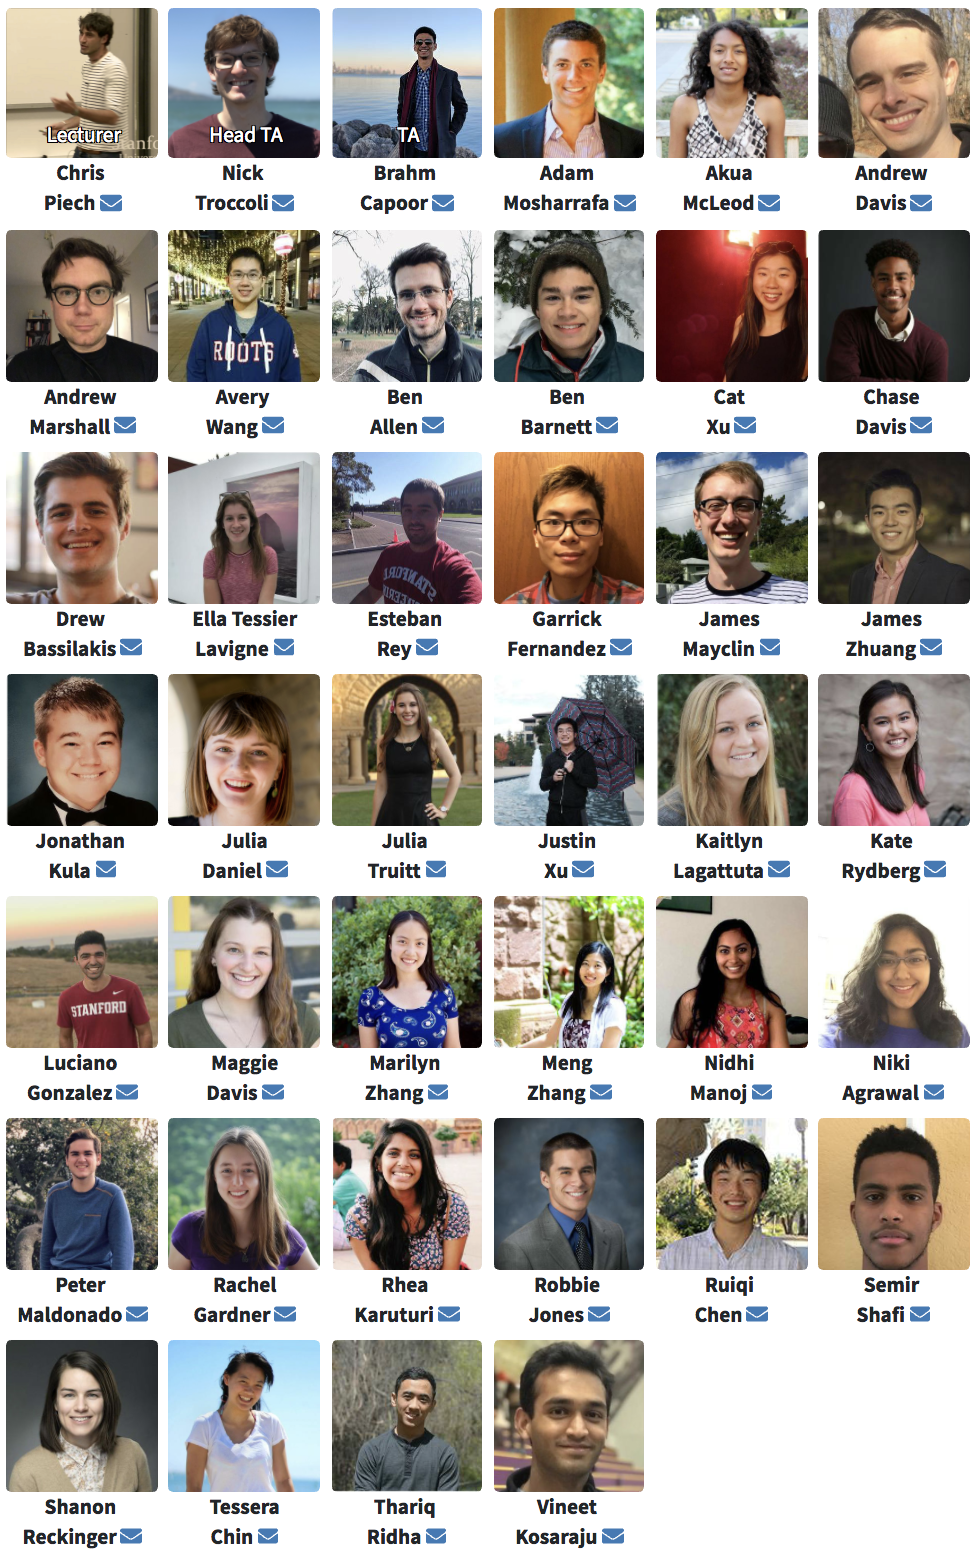 Lecturer
Head TA
TA
Chris
Piech
Nick
Troccoli
Brahm
Capoor
Adam
Mosharrafa
Akua
McLeod
Andrew
Davis
ROOTS
Andrew
Marshall
Avery
Wang
Ben
Allen
Ben
Barnett
Cat
Xu
Chase
Davis
STANFORD
Drew
Bassilakis
Ella Tessier
Lavigne
Esteban
Rey
Garrick
Fernandez
James
Mayclin
James
Zhuang
Jonathan
Kula
Julia
Daniel
Julia
Truitt
Justin
Xu
Kaitlyn
Lagattuta
Kate
Rydberg
STANFORD
Luciano
Gonzalez
Maggie
Davis
Marilyn
Zhang
Meng
Zhang
Nidhi
Manoj
Niki
Agrawal
Peter
Maldonado
Rachel
Gardner
Rhea
Karuturi
Robbie
Jones
Ruiqi
Chen
Semir
Shafi
Shanon
Reckinger
Tessera
Chin
Thariq
Ridha
Vineet
Kosaraju